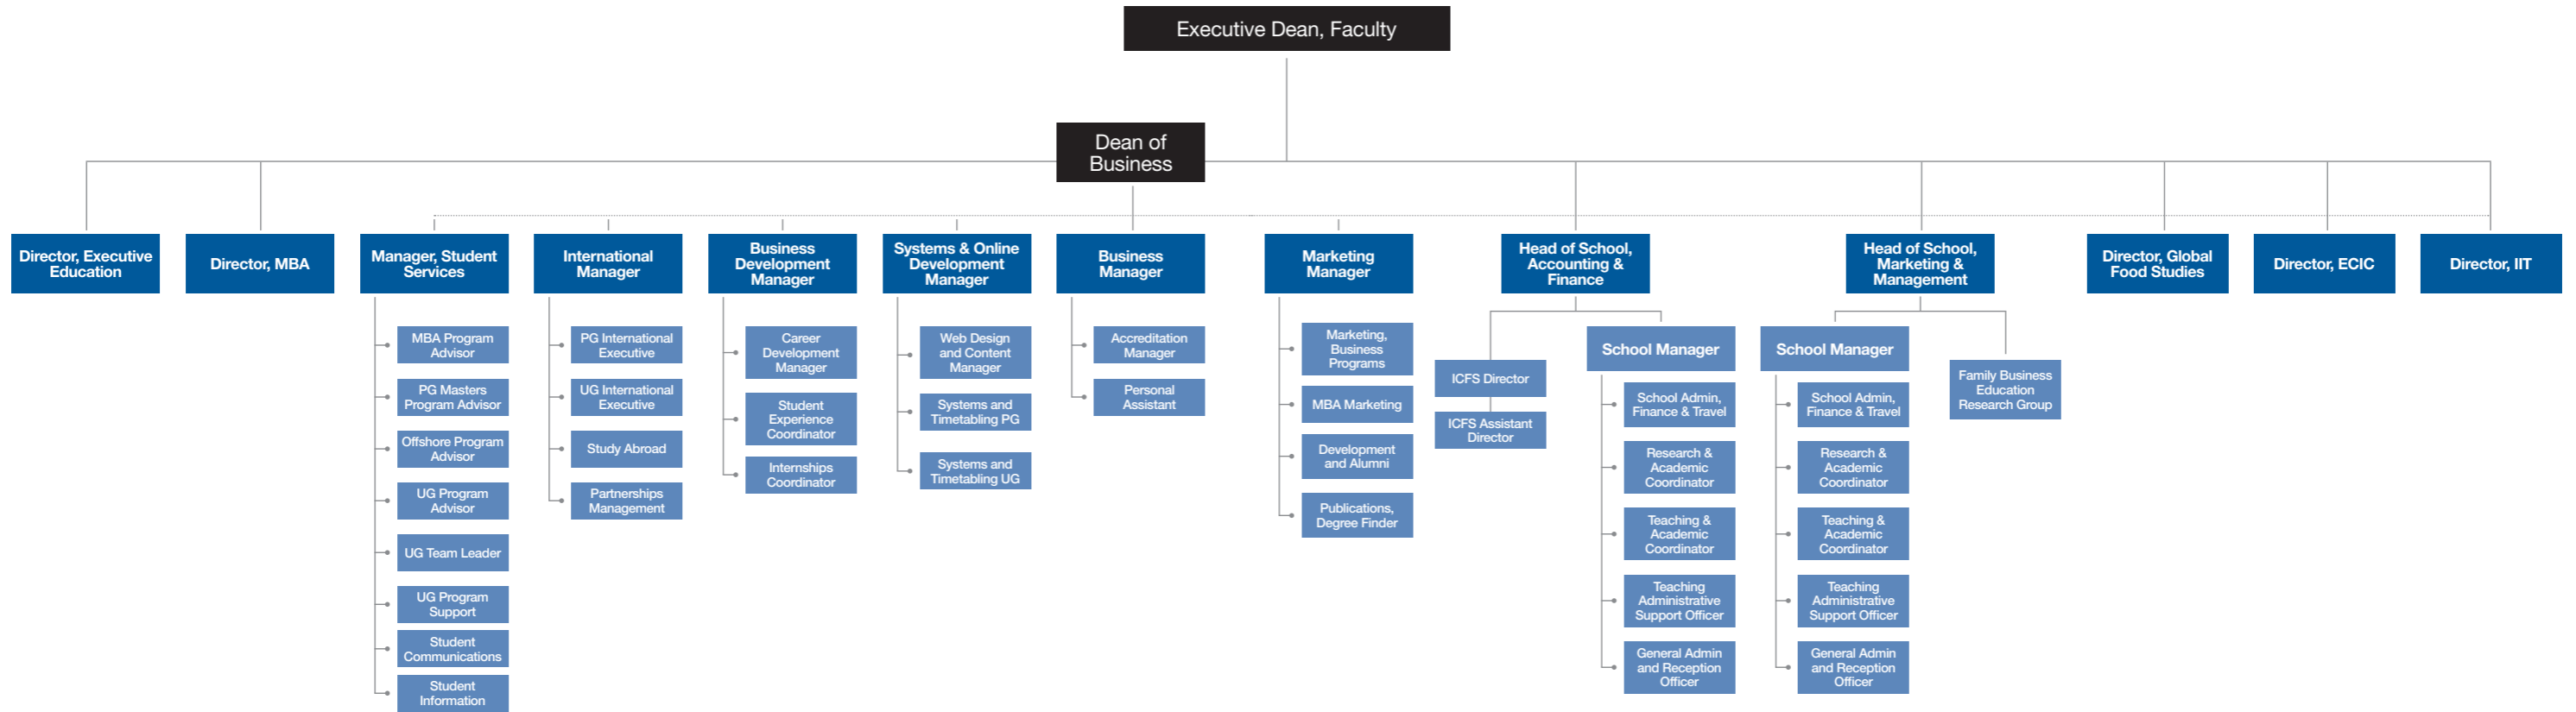 Executive Dean, Faculty
Dean of
Business
Director, Executive
Education
Director, MBA
Manager, Student
Services
International
Manager
Business
Development
Manager
Systems & Online
Development
Manager
Business
Manager
Marketing
Manager
Head of School,
Accounting &
Finance
Head of School,
Marketing &
Management
Director, Global
Food Studies
Director, ECIC
Director, IIT
MBA Program
Advisor
PG Masters
Program Advisor
Offshore Program
Advisor
UG Program
Advisor
UG Team Leader
UG Program
Support
Student
Communications
Student
Information
PG International
Executive
UG International
Executive
Study Abroad
Partnerships
Management
Career
Development
Manager
Student
Experience
Coordinator
Internships
Coordinator
Web Design
and Content
Manager
Systems and
Timetabling PG
Systems and
Timetabling UG
Accreditation
Manager
Personal
Assistant
Marketing,
Business
Programs
MBA Marketing
Development
and Alumni
Publications,
Degree Finder
ICFS Director
ICFS Assistant
Director
School Manager
School Admin,
Finance & Travel
Research &
Academic
Coordinator
Teaching &
Academic
Coordinator
Teaching
Administrative
Support Officer
General Admin
and Reception
Officer
School Manager
School Admin,
Finance & Travel
Research &
Academic
Coordinator
Teaching &
Academic
Coordinator
Teaching
Administrative
Support Officer
General Admin
and Reception
Officer
Family Business
Education
Research Group